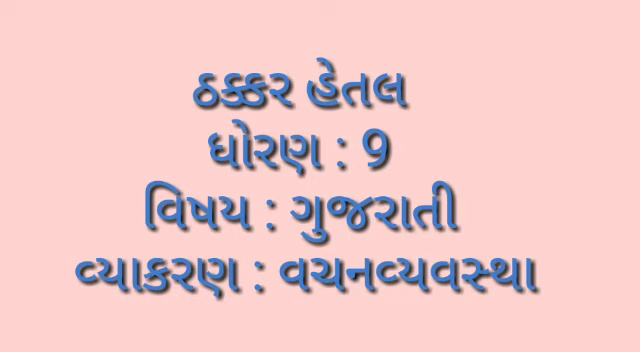 ઠક્કર હેતલ
ધોરણ : 9
વિષય : ગુજરાતી
વ્યાકરણ : વચનવ્યવસ્થા